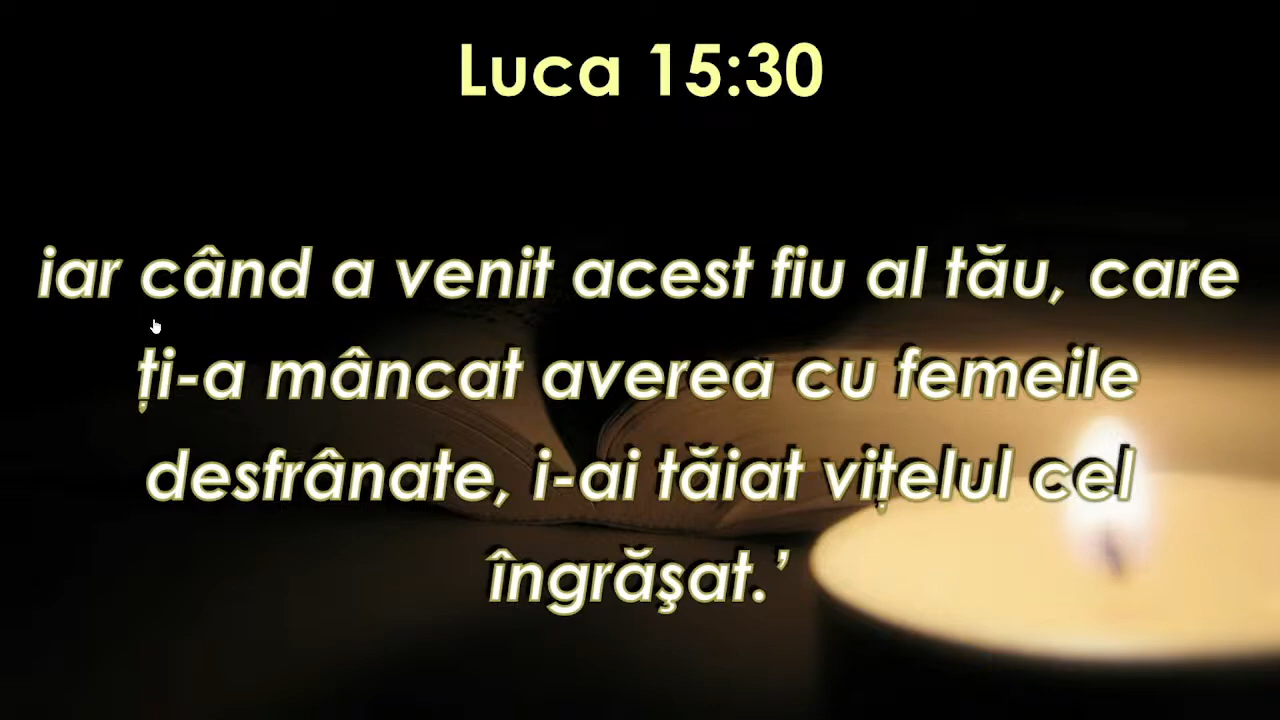 Luca 15:30
iar când a venit acest fiu al tău, care
ți-a mâncat averea cu femeile
desfrânate, i-ai tăiat vițelul cel
îngrăşat.’